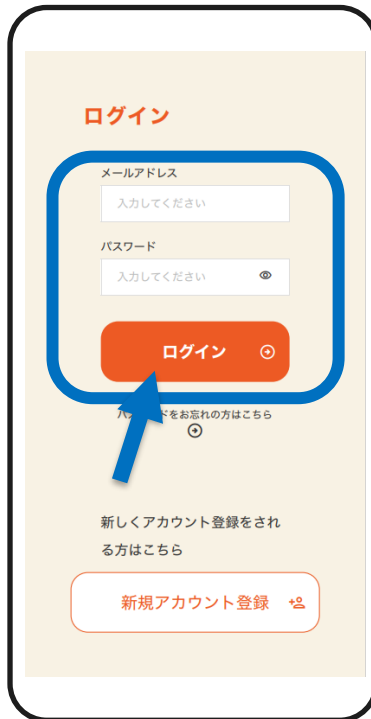 ログイン
メールアドレス
入力してください
パスワード
入力してください
ログイン
をお忘れの方はこちら
新しくアカウント登録をされ
る方はこちら
新規アカウント登録